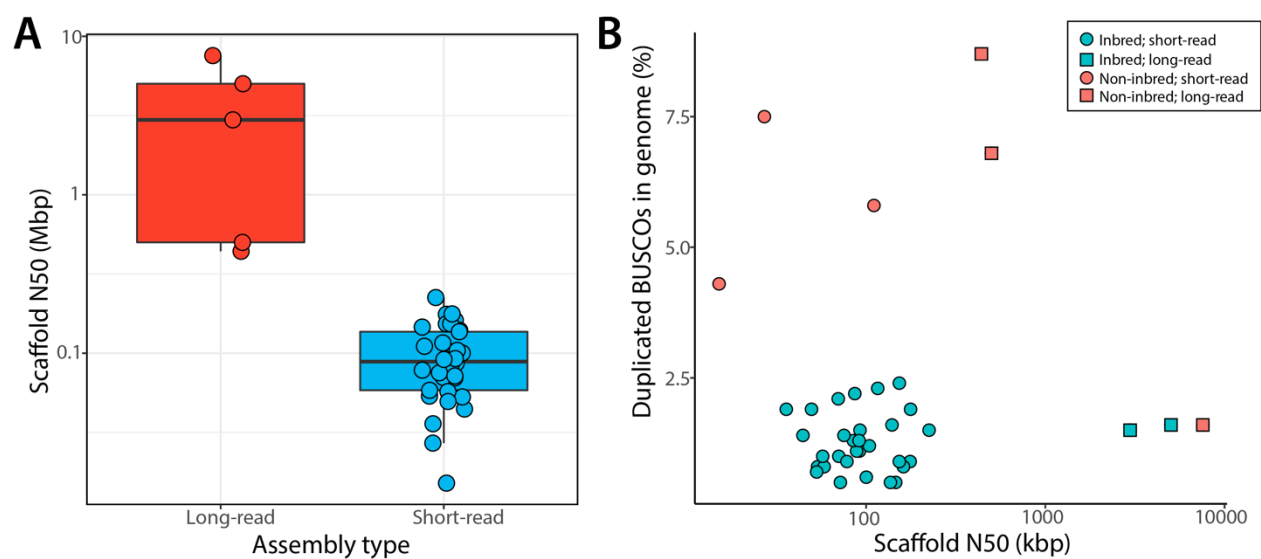 A
Scaffold N50 (Mbp)
10
1
0.1
Long-read
Short-read
Assembly type
B
Duplicated BUSCOs in genome (%)
7.5
5.0
2.5
100
1000
10000
Scaffold N50 (kbp)
Inbred; short-read
Inbred; long-read
Non-inbred; short-read
Non-inbred; long-read